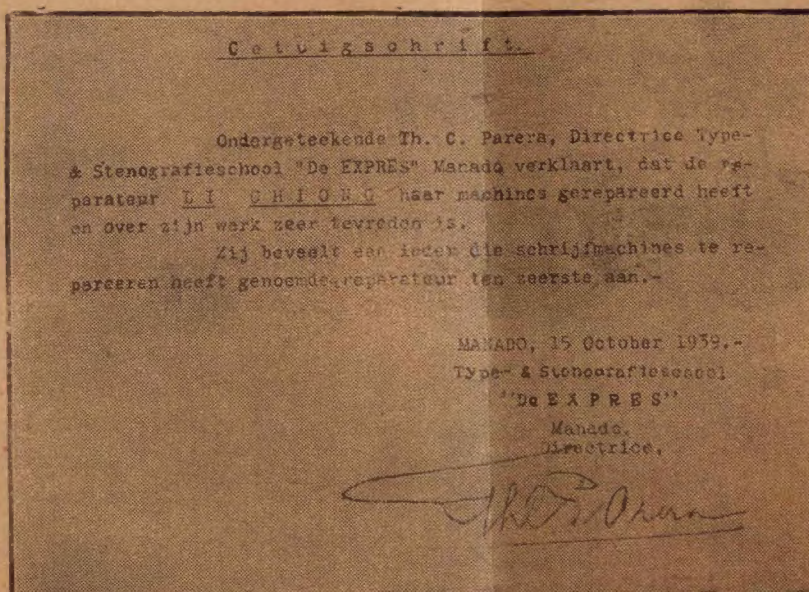 Getuigschrift.
Ondergeteekende Th. C. Parera, Directrice Type-
& Stenografieschool "De EXPRES" Manado verklaart, dat de re-
parateur LI CHIONG haar machines gerepareerd heeft
en over zijn werk zeer tevreden is.
Zij beveelt een ieder die schrijfmachines te re-
pareeren heeft genoemde reparateur ten zeerste aan.-
MANADO, 15 October 1939.-
Type- & Stenografieschool
"De EXPRES"
Manado.
Directrice,
Th. C. Parera